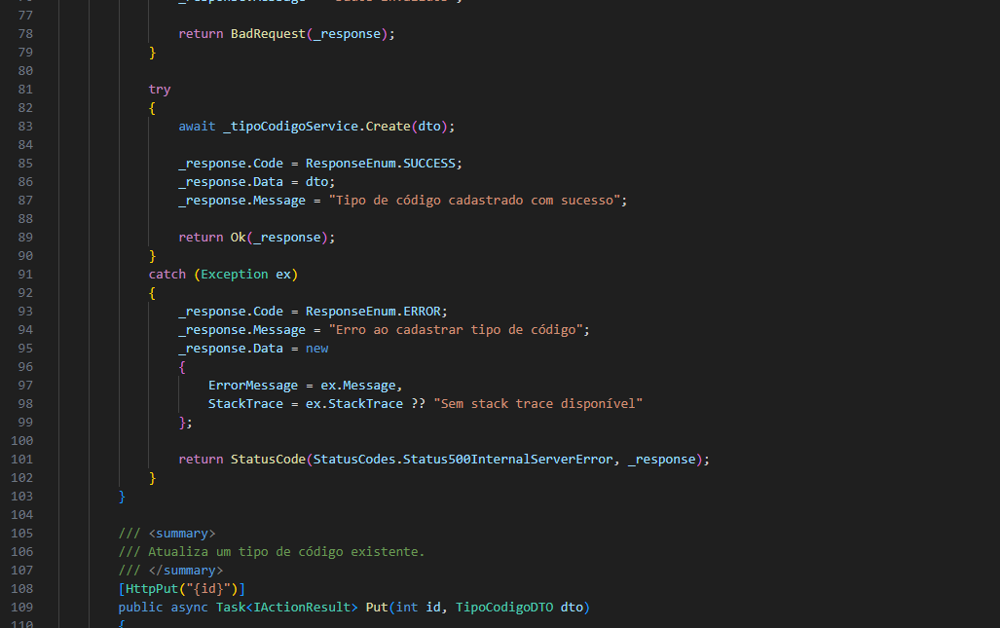 77
78 return BadRequest(_response);
79 }
80
81 try
82 {
83 await _tipoCodigoService.Create(dto);
84
85 _response.Code = ResponseEnum.SUCCESS;
86 _response.Data = dto;
87 _response.Message = "Tipo de código cadastrado com sucesso";
88
89 return Ok(_response);
90 }
91 catch (Exception ex)
92 {
93 _response.Code = ResponseEnum.ERROR;
94 _response.Message = "Erro ao cadastrar tipo de código";
95 _response.Data = new
96 {
97 ErrorMessage = ex.Message,
98 StackTrace = ex.StackTrace ?? "Sem stack trace disponível"
99 };
100
101 return StatusCode(StatusCodes.Status500InternalServerError, _response);
102 }
103 }
104
105 /// <summary>
106 /// Atualiza um tipo de código existente.
107 /// </summary>
108 [HttpPut("{id}")]
109 public async Task<IActionResult> Put(int id, TipoCodigoDTO dto)
110 {